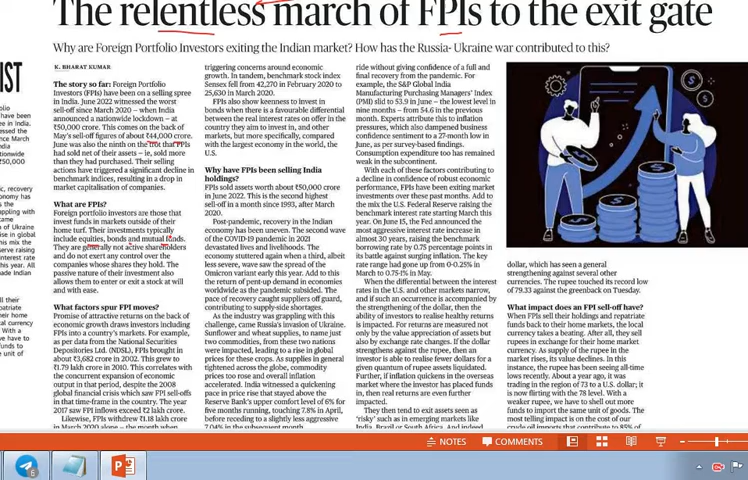 The relentless march of FPIs to the exit gate
Why are Foreign Portfolio Investors exiting the Indian market? How has the Russia- Ukraine war contributed to this?
K. BHARAT KUMAR
The story so far: Foreign Portfolio
Investors (FPIs) have been on a selling spree
in India. June 2022 witnessed the worst
sell-off since March 2020 – when India
announced a nationwide lockdown – at
₹50,000 crore. This comes on the back of
May's sell-off figures of about ₹44,000 crore.
June was also the ninth on the trot that FPIs
had sold net of their assets – ie, sold more
than they had purchased. Their selling
actions have triggered a significant decline in
benchmark indices, resulting in a drop in
market capitalisation of companies.
What are FPIs?
Foreign portfolio investors are those that
invest funds in markets outside of their
home turf. Their investments typically
include equities, bonds and mutual funds.
They are generally not active shareholders
and do not exert any control over the
companies whose shares they hold. The
passive nature of their investment also
allows them to enter or exit a stock at will
and with ease.
What factors spur FPI moves?
Promise of attractive returns on the back of
economic growth draws investors including
FPIs into a country's markets. For example,
as per data from the National Securities
Depositories Ltd. (NDSL), FPIs brought in
about ₹3,682 crore in 2002. This grew to
₹1.79 lakh crore in 2010. This correlates with
the concurrent expansion of economic
output in that period, despite the 2008
global financial crisis which saw FPI sell-offs
in that time-frame in the country. The year
2017 saw FPI inflows exceed ₹2 lakh crore.
Likewise, FPIs withdrew ₹1.18 lakh crore
in March 2020 alone – the month when
triggering concerns around economic
growth. In tandem, benchmark stock index
Sensex fell from 42,270 in February 2020 to
25,630 in March 2020.
FPIs also show keenness to invest in
bonds when there is a favourable differential
between the real interest rates on offer in the
country they aim to invest in, and other
markets, but more specifically, compared
with the largest economy in the world, the
U.S.
Why have FPIs been selling India
holdings?
FPIs sold assets worth about ₹50,000 crore
in June 2022. This is the second highest
sell-off in a month since 1993, after March
2020.
Post-pandemic, recovery in the Indian
economy has been uneven. The second wave
of the COVID-19 pandemic in 2021
devastated lives and livelihoods. The
economy stuttered again when a third, albeit
less severe, wave saw the spread of the
Omicron variant early this year. Add to this
the return of pent-up demand in economies
worldwide as the pandemic subsided. The
pace of recovery caught suppliers off guard,
contributing to supply-side shortages.
As the industry was grappling with this
challenge, came Russia's invasion of Ukraine.
Sunflower and wheat supplies, to name just
two commodities, from these two nations
were impacted, leading to a rise in global
prices for these crops. As supplies in general
tightened across the globe, commodity
prices too rose and overall inflation
accelerated. India witnessed a quickening
pace in price rise that stayed above the
Reserve Bank's upper comfort level of 6% for
five months running, touching 7.8% in April,
before receding to a slightly less aggressive
7.04% in the subsequent month.
ride without giving confidence of a full and
final recovery from the pandemic. For
example, the S&P Global India
Manufacturing Purchasing Managers' Index
(PMI) slid to 53.9 in June – the lowest level in
nine months – from 54.6 in the previous
month. Experts attribute this to inflation
pressures, which also dampened business
confidence sentiment to a 27-month low in
June, as per survey-based findings.
Consumption expenditure too has remained
weak in the subcontinent.
With each of these factors contributing to
a decline in confidence of robust economic
performance, FPIs have been exiting market
investments over these past months. Add to
the mix the U.S. Federal Reserve raising the
benchmark interest rate starting March this
year. On June 15, the Fed announced the
most aggressive interest rate increase in
almost 30 years, raising the benchmark
borrowing rate by 0.75 percentage points in
its battle against surging inflation. The key
rate range had gone up from 0-0.25% in
March to 0.75-1% in May.
When the differential between the interest
rates in the U.S. and other markets narrow,
and if such an occurrence is accompanied by
the strengthening of the dollar, then the
ability of investors to realise healthy returns
is impacted. For returns are measured not
only by the value appreciation of assets but
also by exchange rate changes. If the dollar
strengthens against the rupee, then an
investor is able to realise fewer dollars for a
given quantum of rupee assets liquidated.
Further, if inflation quickens in the overseas
market where the investor has placed funds
in, then real returns are even further
impacted.
They then tend to exit assets seen as
'risky' such as in emerging markets like
India, Brazil or South Africa. And indeed
dollar, which has seen a general
strengthening against several other
currencies. The rupee touched its record low
of 79.33 against the greenback on Tuesday.
What impact does an FPI sell-off have?
When FPIs sell their holdings and repatriate
funds back to their home markets, the local
currency takes a beating. After all, they sell
rupees in exchange for their home market
currency. As supply of the rupee in the
market rises, its value declines. In this
instance, the rupee has been seeing all-time
lows recently. About a year ago, it was
trading in the region of 73 to a U.S. dollar; it
is now flirting with the 78 level. With a
weaker rupee, we have to shell out more
funds to import the same unit of goods. The
most telling impact is on the cost of our
crude oil imports that contribute to 85% of
NOTES
COMMENTS